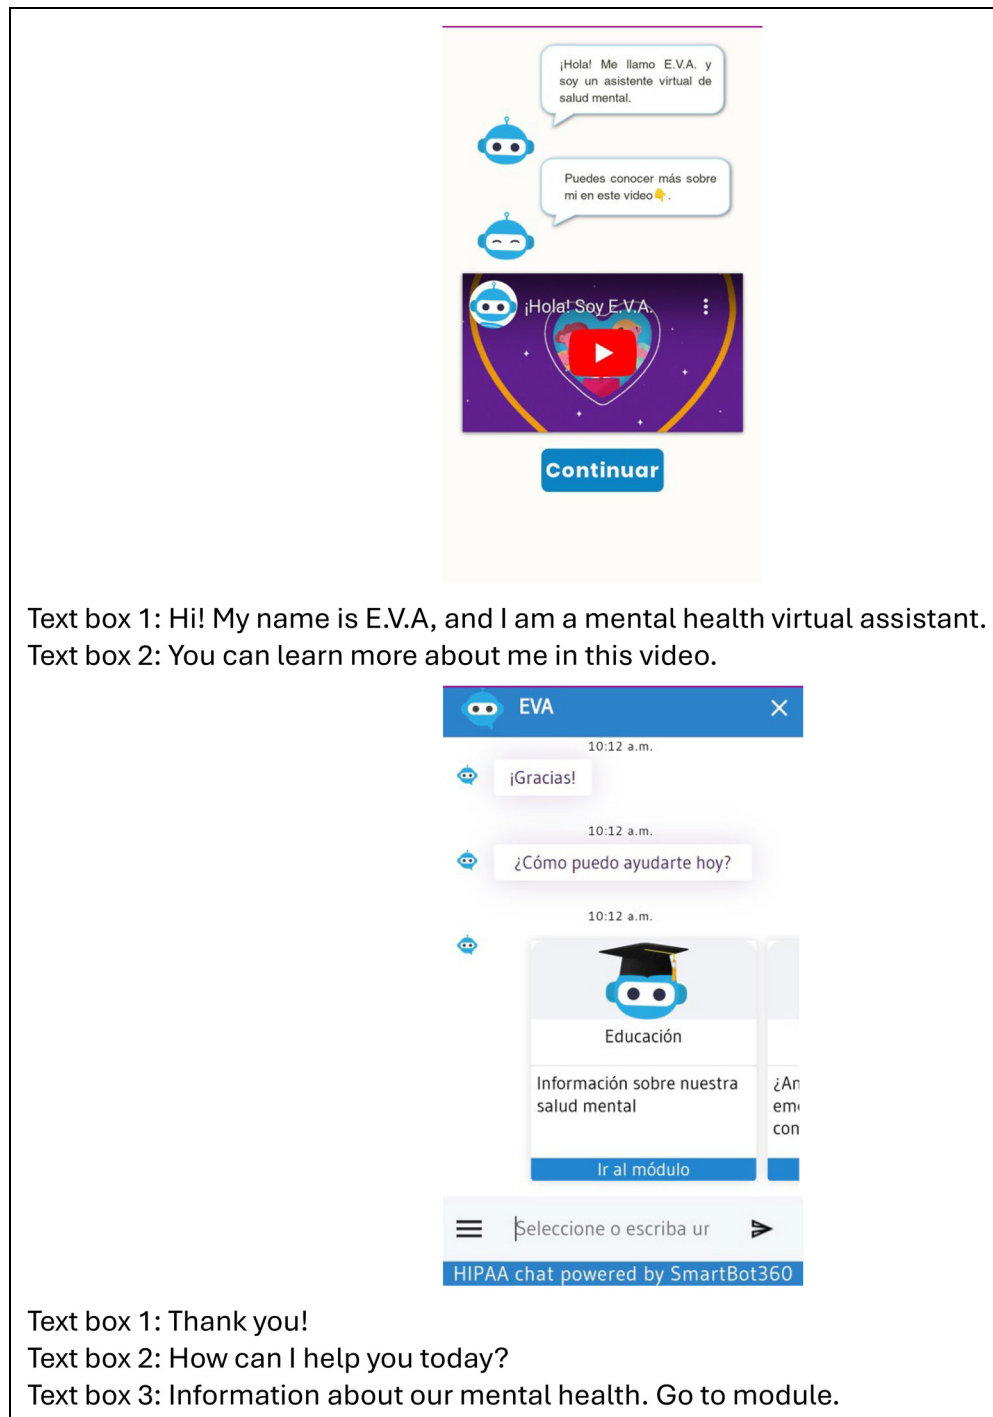 ¡Hola! Me llamo E.V.A. y
soy un asistente virtual de
salud mental.
Puedes conocer más sobre
mi en este video👇.
¡Hola! Soy E.V.A.
Continuar
Text box 1: Hi! My name is E.V.A, and I am a mental health virtual assistant.
Text box 2: You can learn more about me in this video.
EVA
10:12 a.m.
¡Gracias!
10:12 a.m.
¿Cómo puedo ayudarte hoy?
10:12 a.m.
Educación
Información sobre nuestra
salud mental
Ir al módulo
¿An
em
con
Seleccione o escriba ur
HIPAA chat powered by SmartBot360
Text box 1: Thank you!
Text box 2: How can I help you today?
Text box 3: Information about our mental health. Go to module.